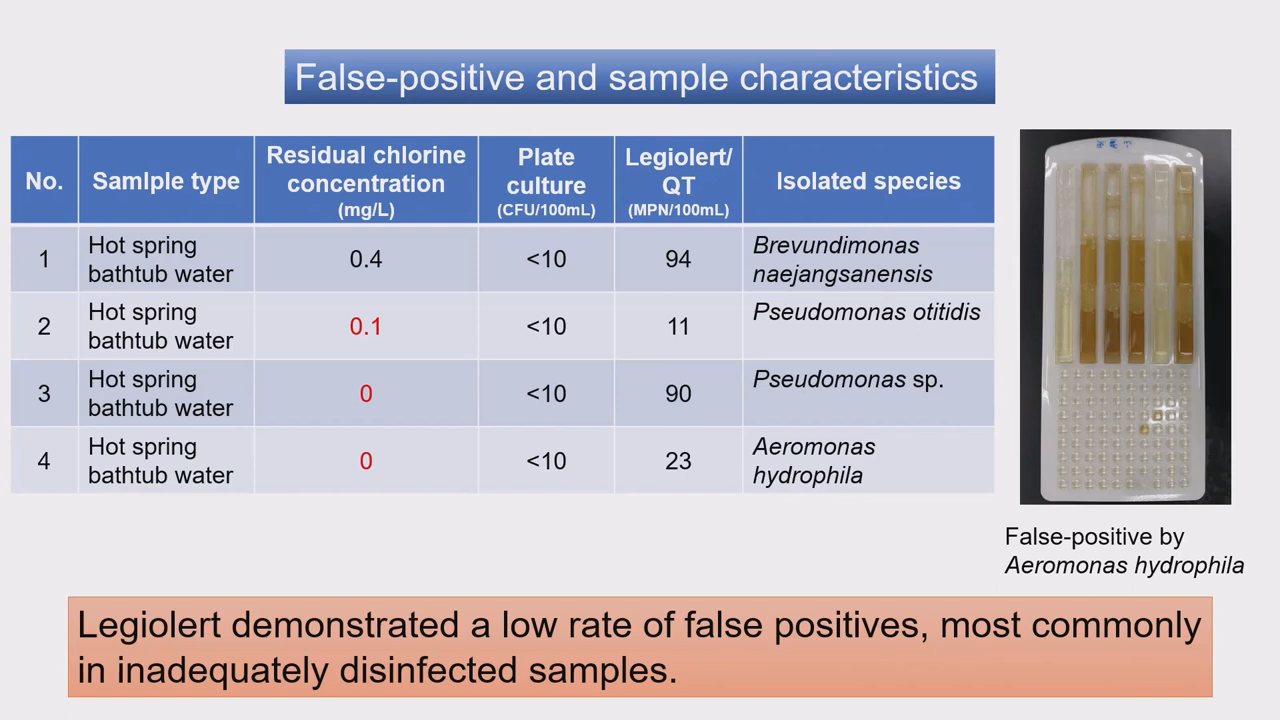 False-positive and sample characteristics
No.
Samlple type
Residual chlorine
concentration
(mg/L)
Plate
culture
(CFU/100mL)
Legiolert/
QT
(MPN/100mL)
Isolated species
1
Hot spring
bathtub water
0.4
<10
94
Brevundimonas
naejangsanensis
2
Hot spring
bathtub water
0.1
<10
11
Pseudomonas otitidis
3
Hot spring
bathtub water
0
<10
90
Pseudomonas sp.
4
Hot spring
bathtub water
0
<10
23
Aeromonas
hydrophila
False-positive by
Aeromonas hydrophila
Legiolert demonstrated a low rate of false positives, most commonly
in inadequately disinfected samples.